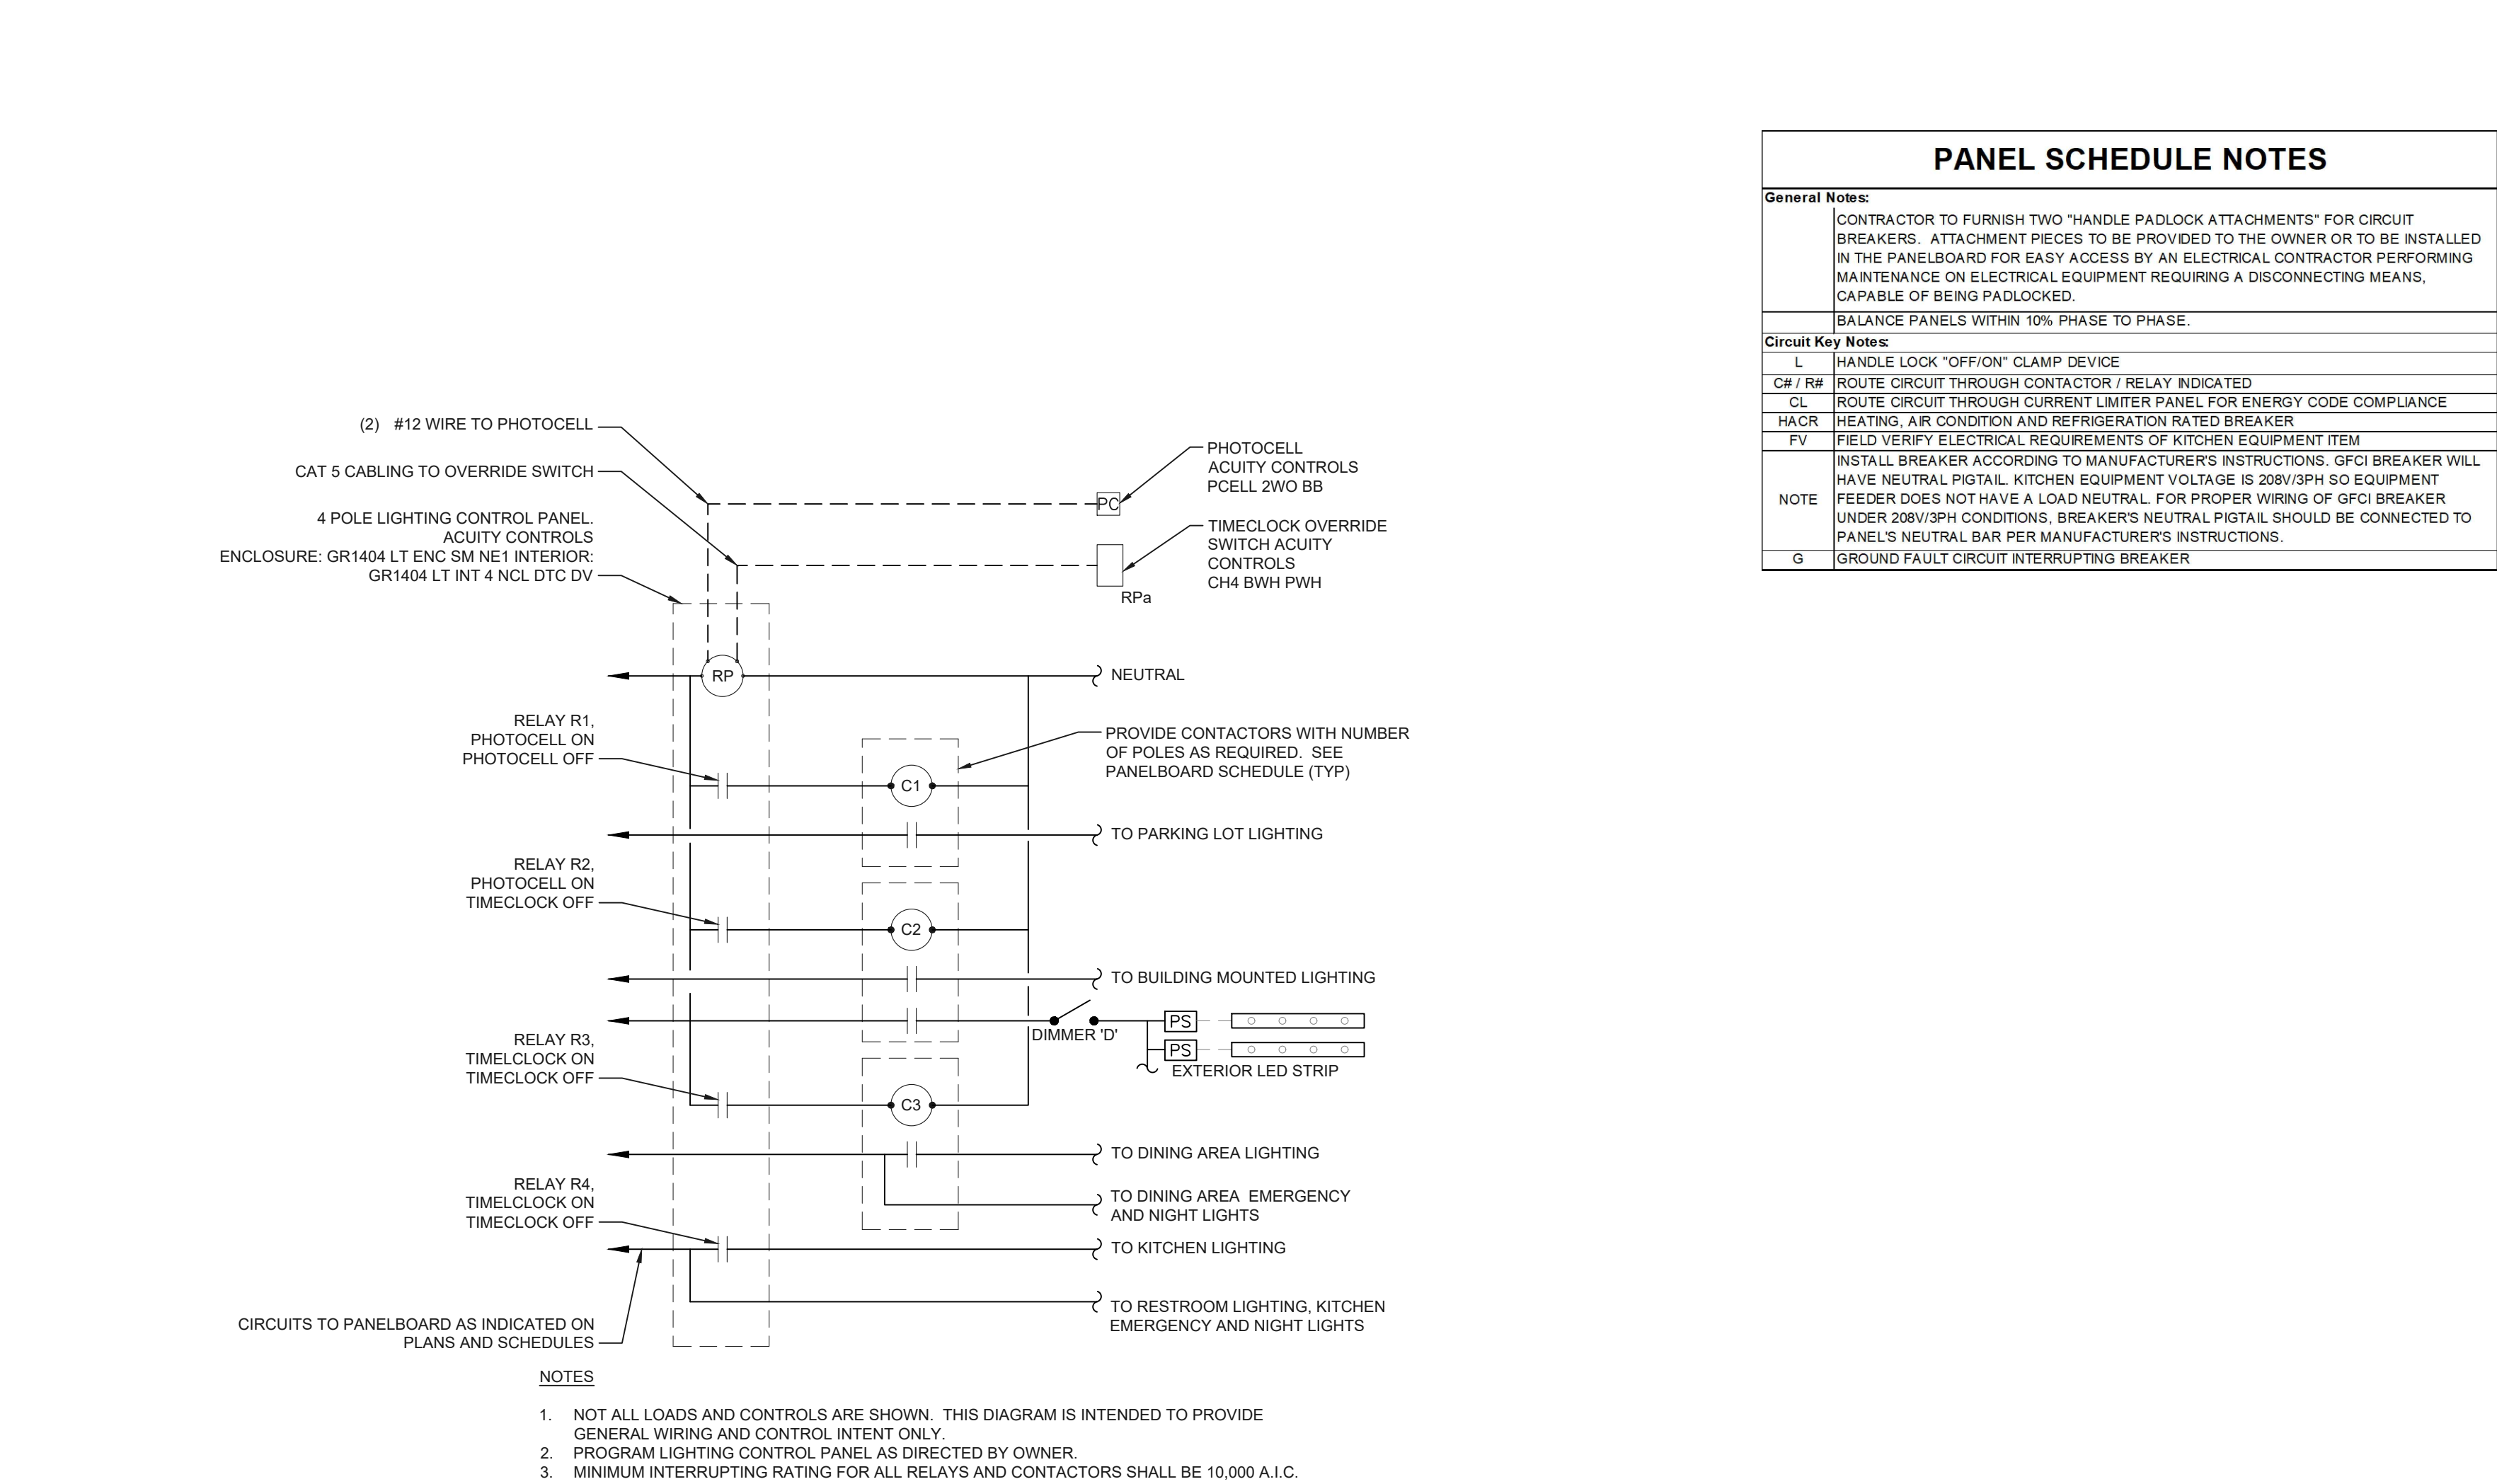 PANEL SCHEDULE NOTES
General Notes:
CONTRACTOR TO FURNISH TWO "HANDLE PADLOCK ATTACHMENTS" FOR CIRCUIT
BREAKERS. ATTACHMENT PIECES TO BE PROVIDED TO THE OWNER OR TO BE INSTALLED
IN THE PANELBOARD FOR EASY ACCESS BY AN ELECTRICAL CONTRACTOR PERFORMING
MAINTENANCE ON ELECTRICAL EQUIPMENT REQUIRING A DISCONNECTING MEANS,
CAPABLE OF BEING PADLOCKED.
BALANCE PANELS WITHIN 10% PHASE TO PHASE.
Circuit Key Notes:
L HANDLE LOCK "OFF/ON" CLAMP DEVICE
C# / R# ROUTE CIRCUIT THROUGH CONTACTOR / RELAY INDICATED
CL ROUTE CIRCUIT THROUGH CURRENT LIMITER PANEL FOR ENERGY CODE COMPLIANCE
HACR HEATING, AIR CONDITION AND REFRIGERATION RATED BREAKER
FV FIELD VERIFY ELECTRICAL REQUIREMENTS OF KITCHEN EQUIPMENT ITEM
NOTE
INSTALL BREAKER ACCORDING TO MANUFACTURER'S INSTRUCTIONS. GFCI BREAKER WILL
HAVE NEUTRAL PIGTAIL. KITCHEN EQUIPMENT VOLTAGE IS 208V/3PH SO EQUIPMENT
FEEDER DOES NOT HAVE A LOAD NEUTRAL. FOR PROPER WIRING OF GFCI BREAKER
UNDER 208V/3PH CONDITIONS, BREAKER'S NEUTRAL PIGTAIL SHOULD BE CONNECTED TO
PANEL'S NEUTRAL BAR PER MANUFACTURER'S INSTRUCTIONS.
G GROUND FAULT CIRCUIT INTERRUPTING BREAKER
(2) #12 WIRE TO PHOTOCELL
CAT 5 CABLING TO OVERRIDE SWITCH
4 POLE LIGHTING CONTROL PANEL.
ACUITY CONTROLS
ENCLOSURE: GR1404 LT ENC SM NE1 INTERIOR:
GR1404 LT INT 4 NCL DTC DV
PC
PHOTOCELL
ACUITY CONTROLS
PCELL 2WO BB
TIMECLOCK OVERRIDE
SWITCH ACUITY
CONTROLS
CH4 BWH PWH
RPa
RP
NEUTRAL
RELAY R1,
PHOTOCELL ON
PHOTOCELL OFF
PROVIDE CONTACTORS WITH NUMBER
OF POLES AS REQUIRED. SEE
PANELBOARD SCHEDULE (TYP)
C1
TO PARKING LOT LIGHTING
RELAY R2,
PHOTOCELL ON
TIMECLOCK OFF
C2
TO BUILDING MOUNTED LIGHTING
DIMMER 'D'
PS
PS
EXTERIOR LED STRIP
RELAY R3,
TIMELCLOCK ON
TIMECLOCK OFF
C3
TO DINING AREA LIGHTING
TO DINING AREA EMERGENCY
AND NIGHT LIGHTS
RELAY R4,
TIMELCLOCK ON
TIMECLOCK OFF
TO KITCHEN LIGHTING
TO RESTROOM LIGHTING, KITCHEN
EMERGENCY AND NIGHT LIGHTS
CIRCUITS TO PANELBOARD AS INDICATED ON
PLANS AND SCHEDULES
NOTES
1. NOT ALL LOADS AND CONTROLS ARE SHOWN. THIS DIAGRAM IS INTENDED TO PROVIDE
GENERAL WIRING AND CONTROL INTENT ONLY.
2. PROGRAM LIGHTING CONTROL PANEL AS DIRECTED BY OWNER.
3. MINIMUM INTERRUPTING RATING FOR ALL RELAYS AND CONTACTORS SHALL BE 10,000 A.I.C.